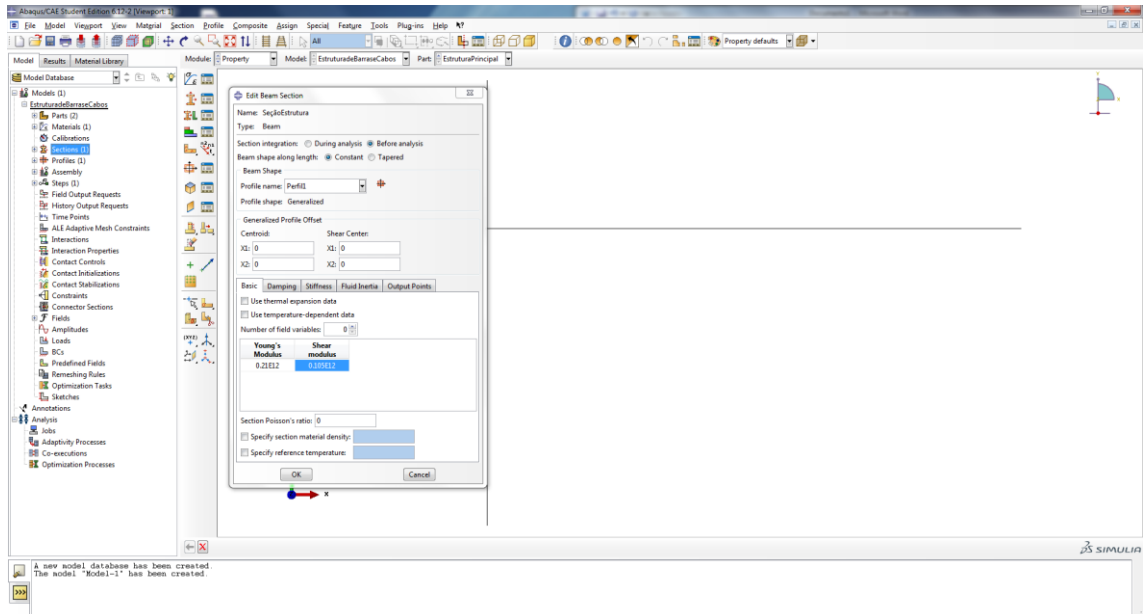 Abaqus/CAE Student Edition 6.12-2 [Viewport: 1]
File Model Viewport View Material Section Profile Composite Assign Special Feature Tools Plug-ins Help
All Property defaults
Model Results Material Library Module: Property Model: EstruturadeBarraseCabos Part: EstruturaPrincipal
Model Database
Models (1)
EstruturadeBarraseCabos
Parts (2)
Materials (1)
Calibrations
Sections (1)
Profiles (1)
Assembly
Steps (1)
Field Output Requests
History Output Requests
Time Points
ALE Adaptive Mesh Constraints
Interactions
Interaction Properties
Contact Controls
Contact Initializations
Contact Stabilizations
Constraints
Connector Sections
Fields
Amplitudes
Loads
BCs
Predefined Fields
Remeshing Rules
Optimization Tasks
Sketches
Annotations
Analysis
Jobs
Adaptivity Processes
Co-executions
Optimization Processes
Edit Beam Section
Name: SeçãoEstrutura
Type: Beam
Section integration: During analysis Before analysis
Beam shape along length: Constant Tapered
Beam Shape
Profile name: Perfil1
Profile shape: Generalized
Generalized Profile Offset
Centroid: Shear Center:
X1: 0 X1: 0
X2: 0 X2: 0
Basic Damping Stiffness Fluid Inertia Output Points
Use thermal expansion data
Use temperature-dependent data
Number of field variables: 0
Young's Modulus Shear modulus
0.21E12 0.105E12
Section Poisson's ratio: 0
Specify section material density:
Specify reference temperature:
OK Cancel
X
SIMULIA
A new model database has been created.
The model "Model-1" has been created.
>>>